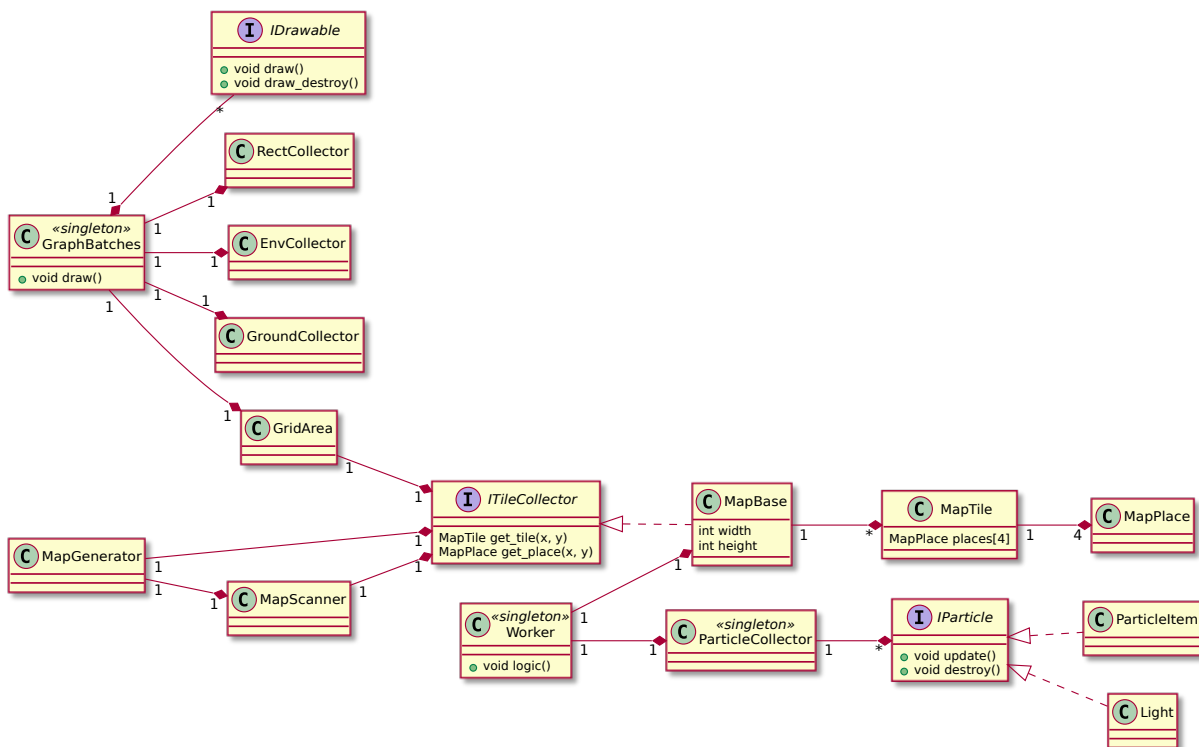 I IDrawable
void draw()
void draw_destroy()
*
1
C RectCollector
1
1
C «singleton»
GraphBatches
void draw()
C EnvCollector
1
1
C GroundCollector
1
1
1
1
C GridArea
1
1
I ITileCollector
MapTile get_tile(x, y)
MapPlace get_place(x, y)
C MapBase
int width
int height
1
*
C MapTile
MapPlace places[4]
1
4
C MapPlace
C MapGenerator
1
1
1
1
C MapScanner
1
1
C «singleton»
Worker
void logic()
1
1
1
1
C «singleton»
ParticleCollector
1
*
I IParticle
void update()
void destroy()
C ParticleItem
C Light